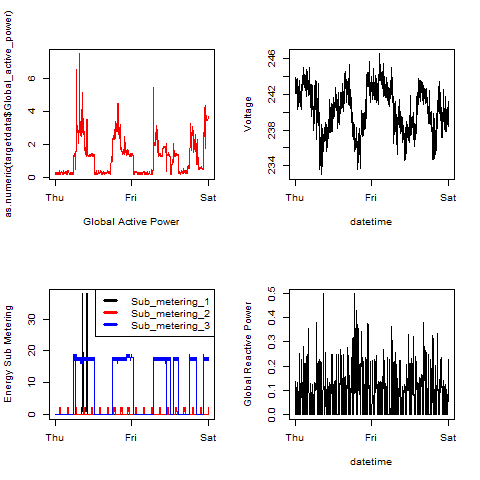 as.numeric(targetdata$Global_active_power)
0 2 4 6
Thu Fri Sat
Global Active Power
Voltage
234 238 242 246
Thu Fri Sat
datetime
Energy Sub Metering
0 10 20 30
Sub_metering_1
Sub_metering_2
Sub_metering_3
Thu Fri Sat
Global Reactive Power
0.0 0.1 0.2 0.3 0.4 0.5
Thu Fri Sat
datetime